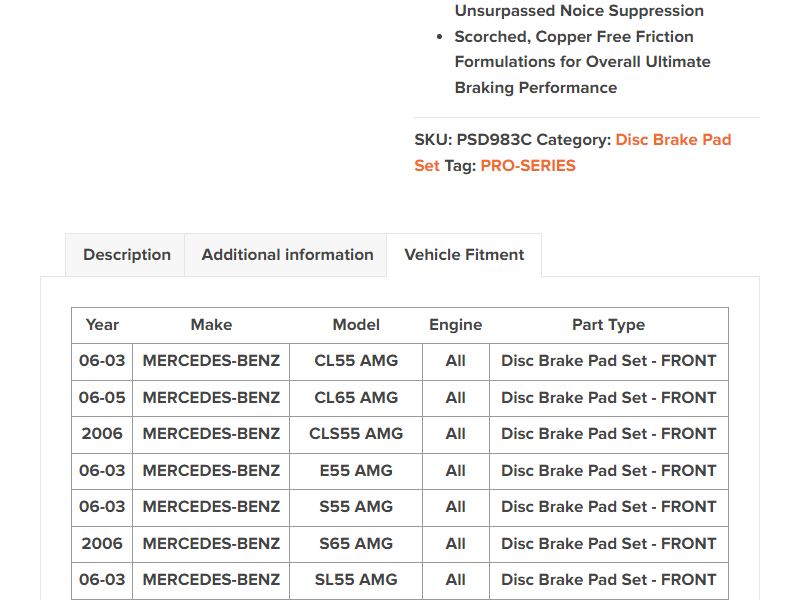 Unsurpassed Noice Suppression
• Scorched, Copper Free Friction
Formulations for Overall Ultimate
Braking Performance
SKU: PSD983C Category: Disc Brake Pad
Set Tag: PRO-SERIES
Description Additional information Vehicle Fitment
Year Make Model Engine Part Type
06-03 MERCEDES-BENZ CL55 AMG All Disc Brake Pad Set - FRONT
06-05 MERCEDES-BENZ CL65 AMG All Disc Brake Pad Set - FRONT
2006 MERCEDES-BENZ CLS55 AMG All Disc Brake Pad Set - FRONT
06-03 MERCEDES-BENZ E55 AMG All Disc Brake Pad Set - FRONT
06-03 MERCEDES-BENZ S55 AMG All Disc Brake Pad Set - FRONT
2006 MERCEDES-BENZ S65 AMG All Disc Brake Pad Set - FRONT
06-03 MERCEDES-BENZ SL55 AMG All Disc Brake Pad Set - FRONT